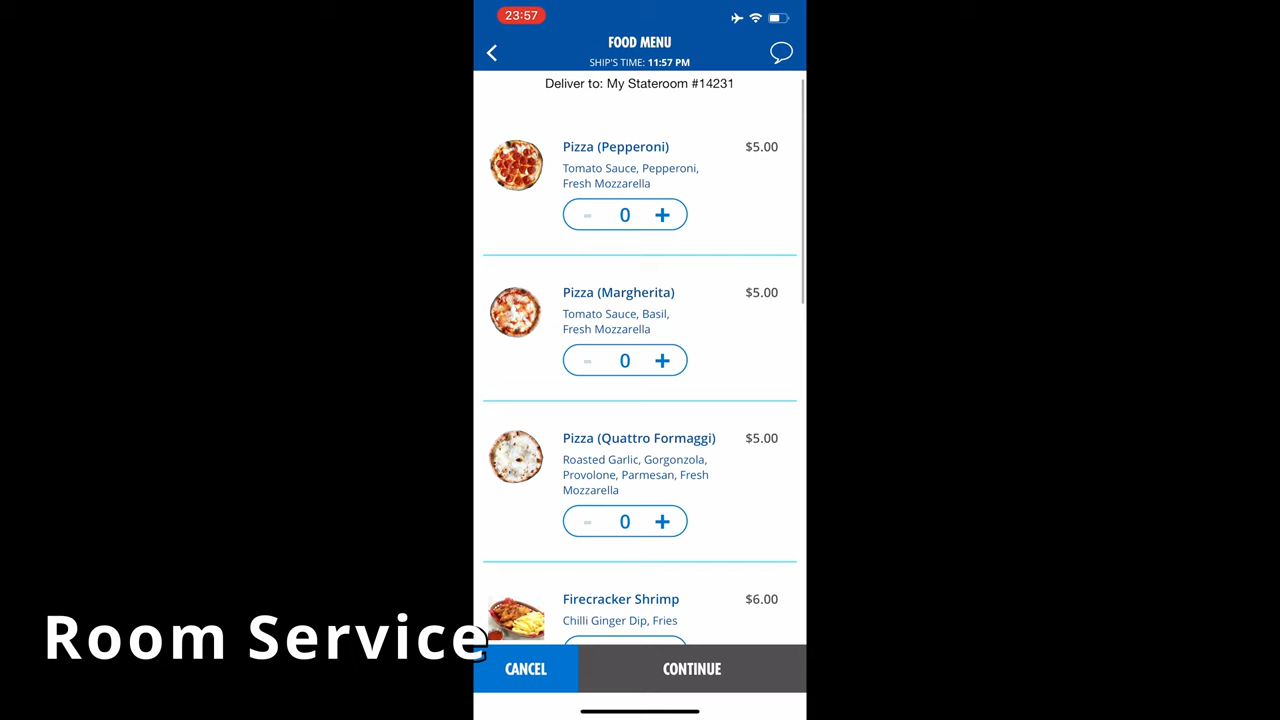 23:57
FOOD MENU
SHIP'S TIME: 11:57 PM
Deliver to: My Stateroom #14231
Pizza (Pepperoni)
$5.00
Tomato Sauce, Pepperoni,
Fresh Mozzarella
- 0 +
Pizza (Margherita)
$5.00
Tomato Sauce, Basil,
Fresh Mozzarella
- 0 +
Pizza (Quattro Formaggi)
$5.00
Roasted Garlic, Gorgonzola,
Provolone, Parmesan, Fresh
Mozzarella
- 0 +
Firecracker Shrimp
$6.00
Chilli Ginger Dip, Fries
Room Service
CANCEL
CONTINUE